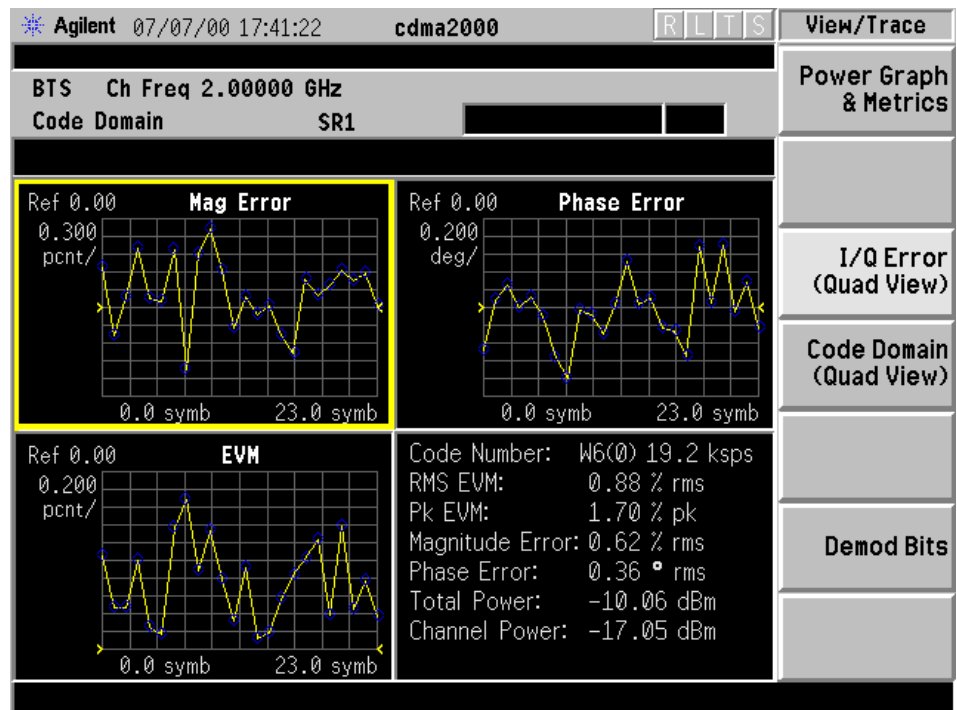 Agilent 07/07/00 17:41:22 cdma2000 R L T S
View/Trace
BTS Ch Freq 2.00000 GHz
Code Domain SR1
Power Graph
& Metrics
I/Q Error
(Quad View)
Code Domain
(Quad View)
Demod Bits
Ref 0.00 Mag Error
0.300
pcnt/
0.0 symb 23.0 symb
Ref 0.00 Phase Error
0.200
deg/
0.0 symb 23.0 symb
Ref 0.00 EVM
0.200
pcnt/
0.0 symb 23.0 symb
Code Number: W6(0) 19.2 ksps
RMS EVM: 0.88 % rms
Pk EVM: 1.70 % pk
Magnitude Error: 0.62 % rms
Phase Error: 0.36 ° rms
Total Power: -10.06 dBm
Channel Power: -17.05 dBm